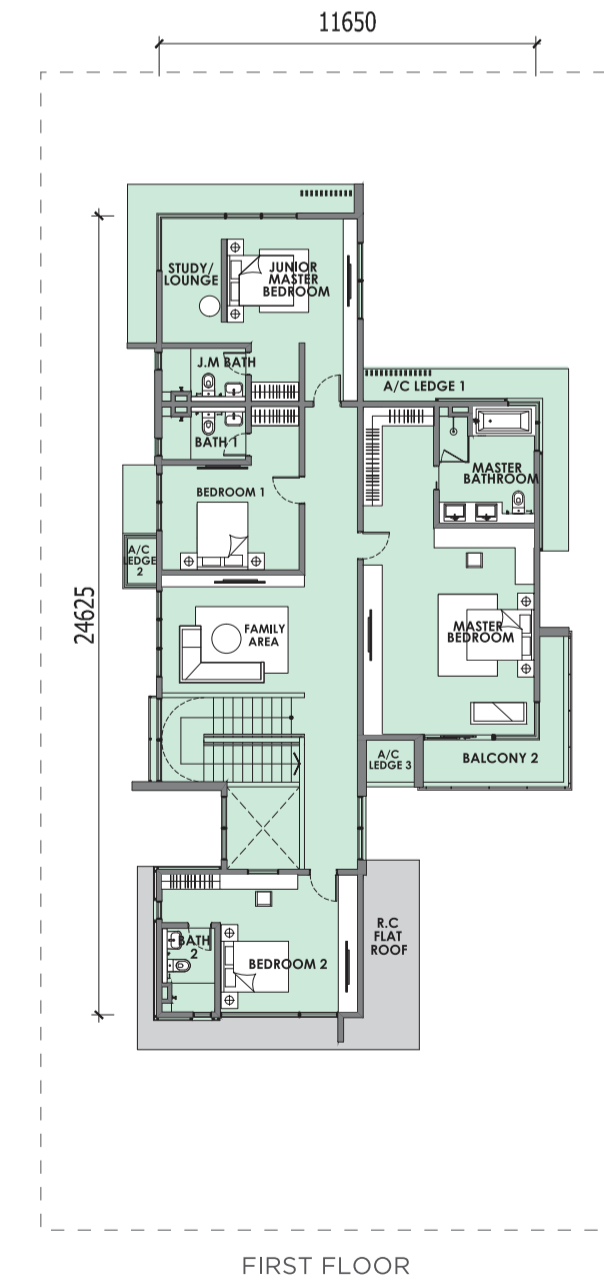 11650
24625
STUDY/
LOUNGE
JUNIOR
MASTER
BEDROOM
J.M BATH
A/C LEDGE 1
BATH 1
MASTER
BATHROOM
BEDROOM 1
A/C
LEDGE
2
FAMILY
AREA
MASTER
BEDROOM
A/C
LEDGE 3
BALCONY 2
R.C
FLAT
ROOF
BATH
2
BEDROOM 2
FIRST FLOOR